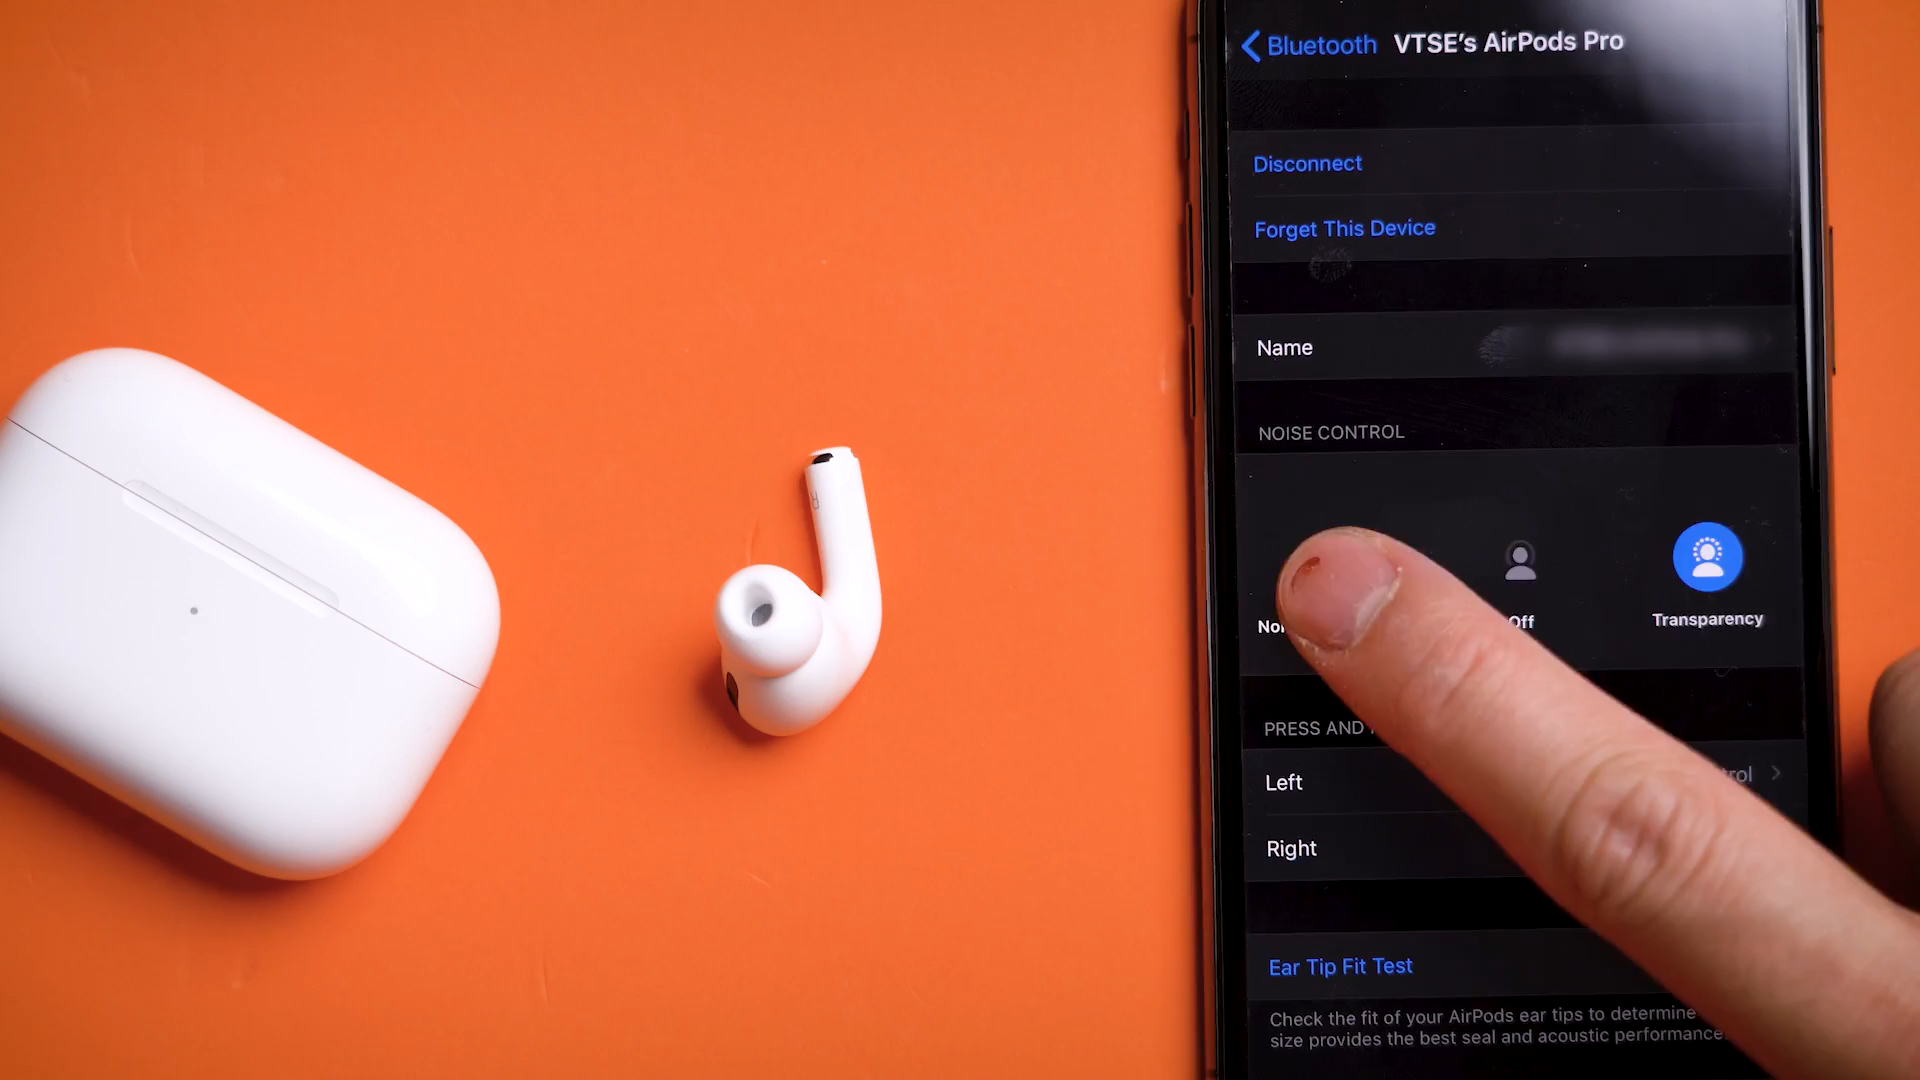 Bluetooth VTSE's AirPods Pro
Disconnect
Forget This Device
Name
NOISE CONTROL
Off
Transparency
PRESS AND
Left
Right
Ear Tip Fit Test
Check the fit of your AirPods ear tips to determine
size provides the best seal and acoustic performance.
R